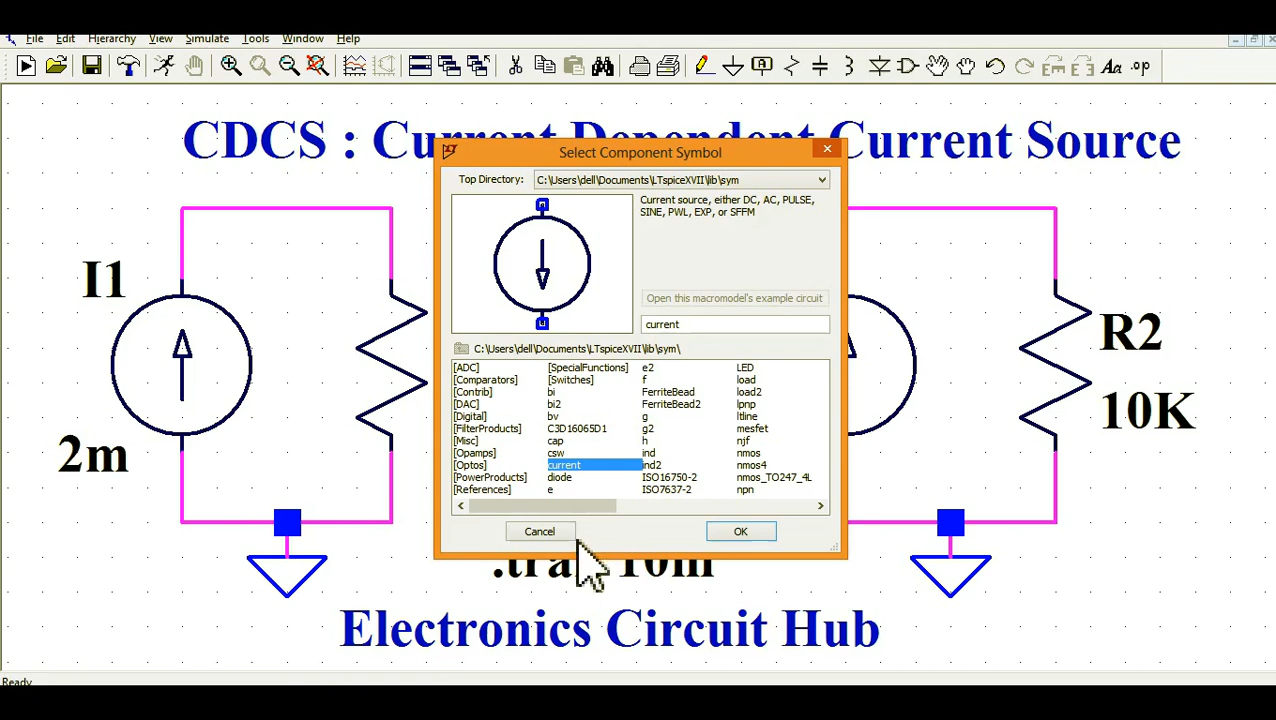 File Edit Hierarchy View Simulate Tools Window Help
Aa .op
CDCS : Current Dependent Current Source
Select Component Symbol
Top Directory: C:\Users\dell\Documents\LTspiceXVII\lib\sym
Current source, either DC, AC, PULSE,
SINE, PWL, EXP, or SFFM
Open this macromodel's example circuit
current
C:\Users\dell\Documents\LTspiceXVII\lib\sym\
[ADC] [SpecialFunctions] e2 LED
[Comparators] [Switches] f load
[Contrib] bi FerriteBead load2
[DAC] bi2 FerriteBead2 lpnp
[Digital] bv g ltline
[FilterProducts] C3D16065D1 g2 mesfet
[Misc] cap h njf
[Opamps] csw ind nmos
[Optos] current ind2 nmos4
[PowerProducts] diode ISO16750-2 nmos_TO247_4L
[References] e ISO7637-2 npn
Cancel OK
I1
2m
R2
10K
10m
Electronics Circuit Hub
Ready